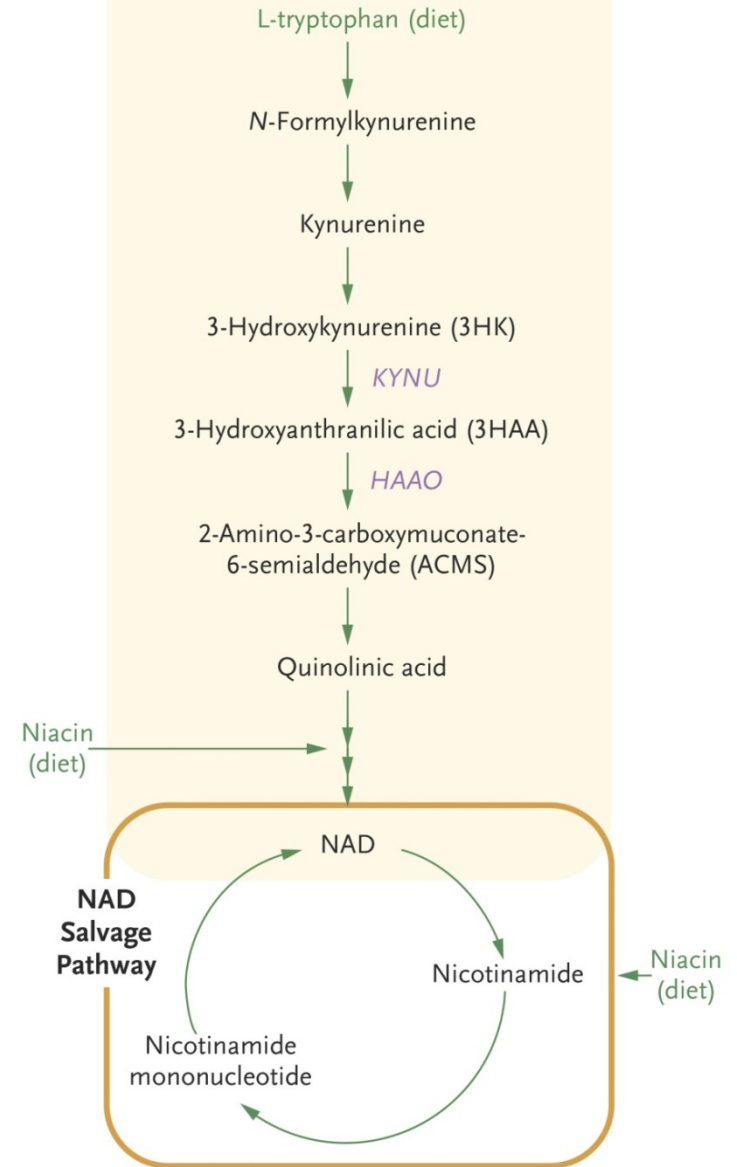 L-tryptophan (diet)
N-Formylkynurenine
Kynurenine
3-Hydroxykynurenine (3HK)
KYNU
3-Hydroxyanthranilic acid (3HAA)
HAAO
2-Amino-3-carboxymuconate-
6-semialdehyde (ACMS)
Quinolinic acid
Niacin
(diet)
NAD
NAD
Salvage
Pathway
Nicotinamide
Niacin
(diet)
Nicotinamide
mononucleotide